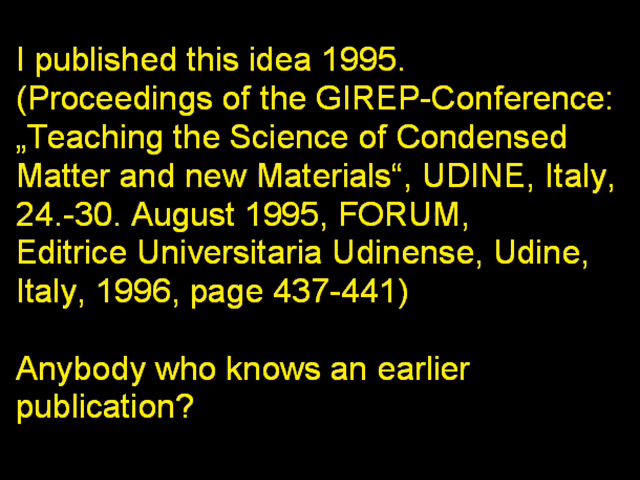 I published this idea 1995.
(Proceedings of the GIREP-Conference:
„Teaching the Science of Condensed
Matter and new Materials“, UDINE, Italy,
24.-30. August 1995, FORUM,
Editrice Universitaria Udinense, Udine,
Italy, 1996, page 437-441)
Anybody who knows an earlier
publication?